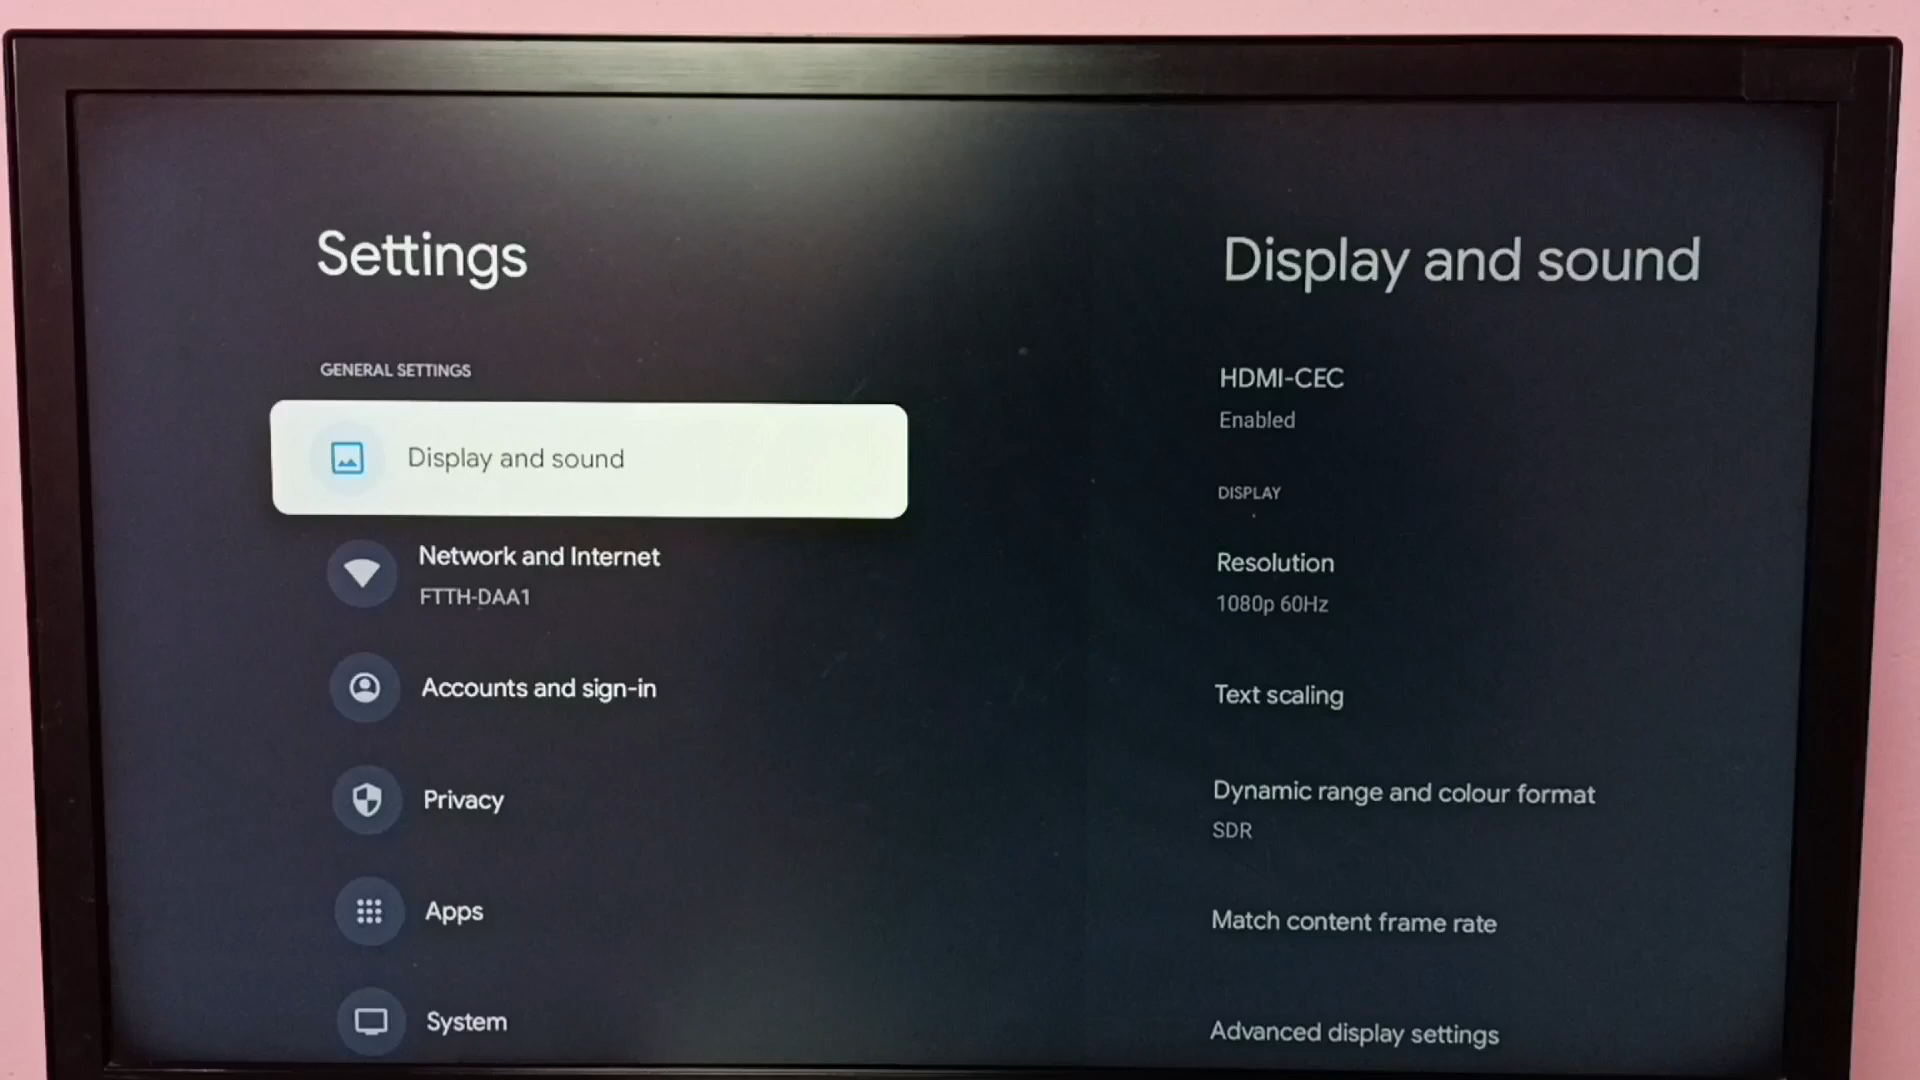 Settings
GENERAL SETTINGS
Display and sound
Network and Internet
FTTH-DAA1
Accounts and sign-in
Privacy
Apps
System
Display and sound
HDMI-CEC
Enabled
DISPLAY
Resolution
1080p 60Hz
Text scaling
Dynamic range and colour format
SDR
Match content frame rate
Advanced display settings